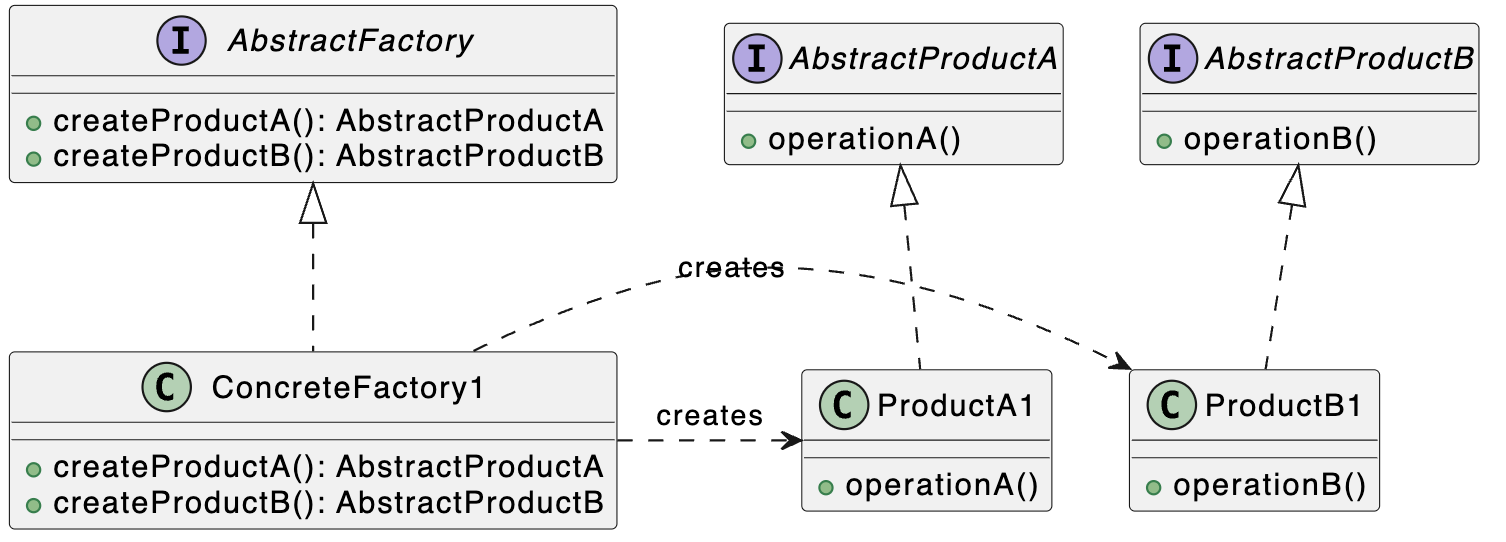 I AbstractFactory
createProductA(): AbstractProductA
createProductB(): AbstractProductB
I AbstractProductA
operationA()
I AbstractProductB
operationB()
creates
C ConcreteFactory1
createProductA(): AbstractProductA
createProductB(): AbstractProductB
creates
C ProductA1
operationA()
C ProductB1
operationB()